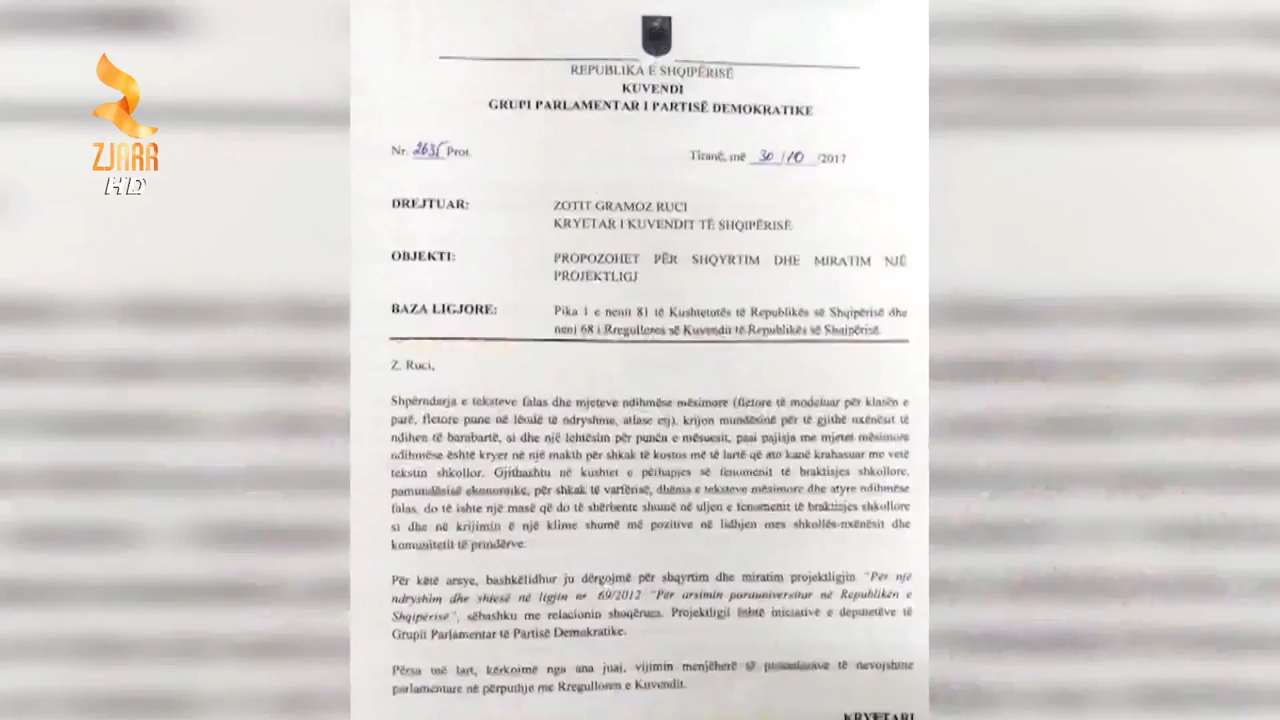 ZJARR
HD
REPUBLIKA E SHQIPËRISË
KUVENDI
GRUPI PARLAMENTAR I PARTISË DEMOKRATIKE
Nr. 2635 Prot.
Tiranë, më 30/10/2017
DREJTUAR: ZOTIT GRAMOZ RUÇI
KRYETAR I KUVENDIT TË SHQIPËRISË
OBJEKTI: PROPOZOHET PËR SHQYRTIM DHE MIRATIM NJË
PROJEKTLIGJ
BAZA LIGJORE: Pika 1 e nenit 81 të Kushtetutës të Republikës së Shqipërisë dhe
neni 68 i Rregullores së Kuvendit të Republikës së Shqipërisë.
Z. Ruçi,
Shpërndarja e teksteve falas dhe mjeteve ndihmëse mësimore (fletore të modeluar për klasën e
parë, fletore pune në lëndë të ndryshme, atlase etj), krijon mundësinë për të gjithë nxënësit të
ndihen të barabartë, si dhe një lehtësim për punën e mësuesit, pasi pajisja me mjetet mësimore
ndihmëse është kryer në një makth për shkak të kostos më të lartë që ato kanë krahasuar me vetë
tekstin shkollor. Gjithashtu në kushtet e përhapjes së fenomenit të braktisjes shkollore,
pamundësisë ekonomike, për shkak të varfërisë, dhënia e teksteve mësimore dhe atyre ndihmëse
falas, do të ishte një masë që do të shërbente shumë në uljen e fenomenit të braktisjes shkollore
si dhe në krijimin e një klime shumë më pozitive në lidhjen mes shkollës-nxënësit dhe
komunitetit të prindërve.
Për këtë arsye, bashkëlidhur ju dërgojmë për shqyrtim dhe miratim projektligjin "Për një
ndryshim dhe shtesë në ligjin nr. 69/2012 "Për arsimin parauniversitar në Republikën e
Shqipërisë", sëbashku me relacionin shoqërues. Projektligji është iniciativë e deputetëve të
Grupit Parlamentar të Partisë Demokratike.
Përsa më lart, kërkojmë nga ana juaj, vijimin menjëherë të procedurave të nevojshme
parlamentare në përputhje me Rregulloren e Kuvendit.
KRYETARI